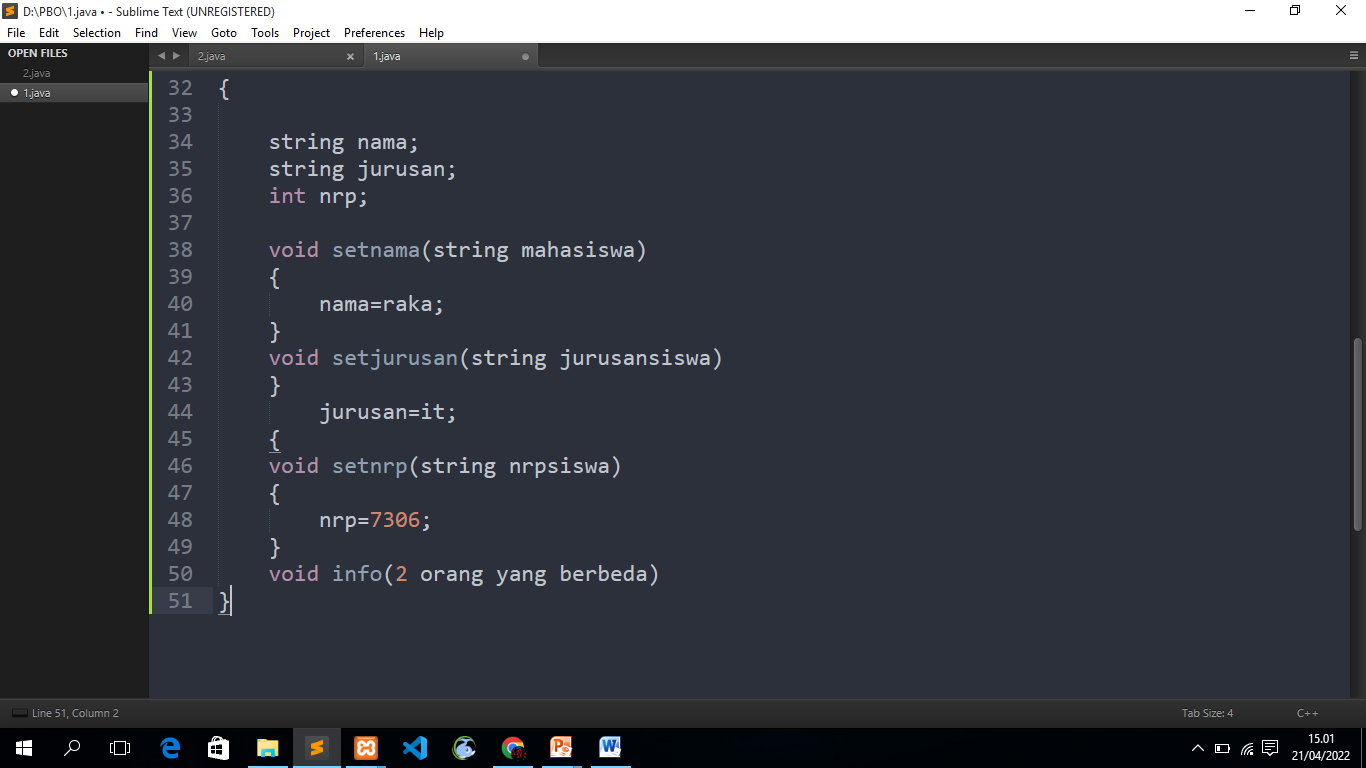 D:\PBO\1.java • - Sublime Text (UNREGISTERED)
File Edit Selection Find View Goto Tools Project Preferences Help
OPEN FILES
2.java
1.java
2.java
1.java
32 {
33
34     string nama;
35     string jurusan;
36     int nrp;
37
38     void setnama(string mahasiswa)
39     {
40         nama=raka;
41     }
42     void setjurusan(string jurusansiswa)
43     }
44         jurusan=it;
45     {
46     void setnrp(string nrpsiswa)
47     {
48         nrp=7306;
49     }
50     void info(2 orang yang berbeda)
51 }
Line 51, Column 2
Tab Size: 4
C++
15.01
21/04/2022